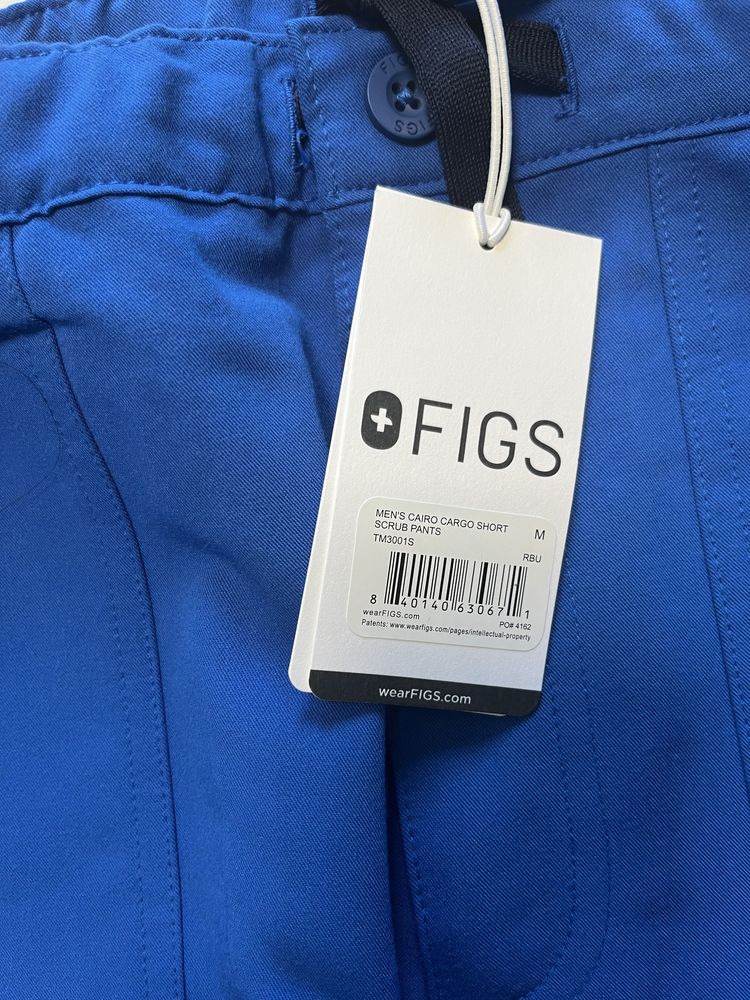 FIGS
FIGS
FIGS
MEN'S CAIRO CARGO SHORT
SCRUB PANTS
M
TM3001S
RBU
8 40140 63067 1
wearFIGS.com
PO# 4162
Patents: www.wearfigs.com/pages/intellectual-property
wearFIGS.com